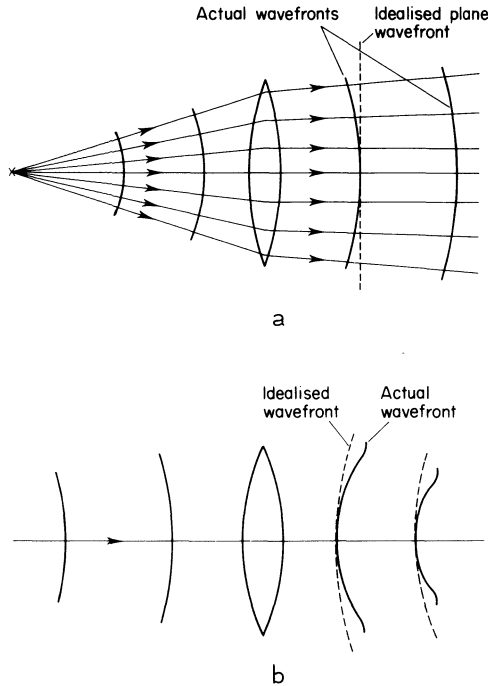 Actual wavefronts
Idealised plane
wavefront
a
Idealised
wavefront
Actual
wavefront
b